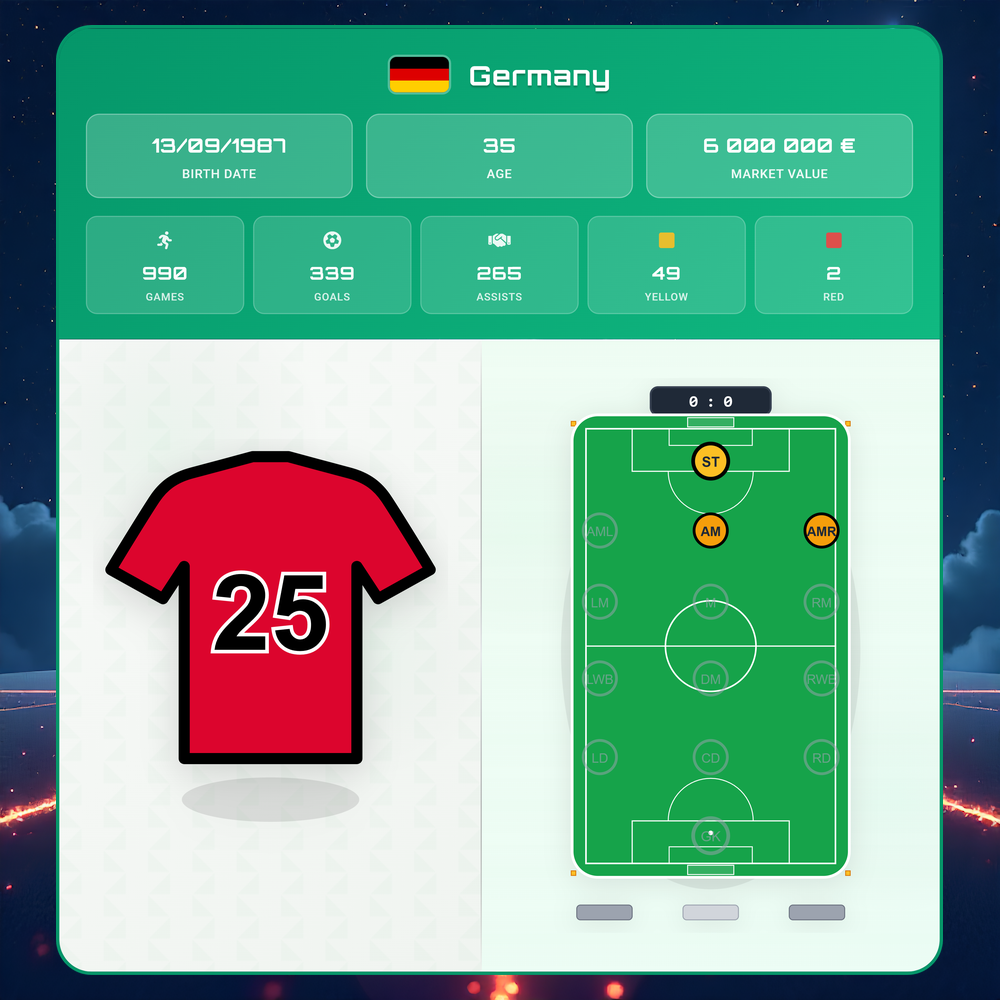 Germany
13/09/1987
BIRTH DATE
35
AGE
6 000 000 €
MARKET VALUE
990
GAMES
339
GOALS
265
ASSISTS
49
YELLOW
2
RED
25
0 : 0
ST
AML
AM
AMR
LM
M
RM
LWB
DM
RWB
LD
CD
RD
GK